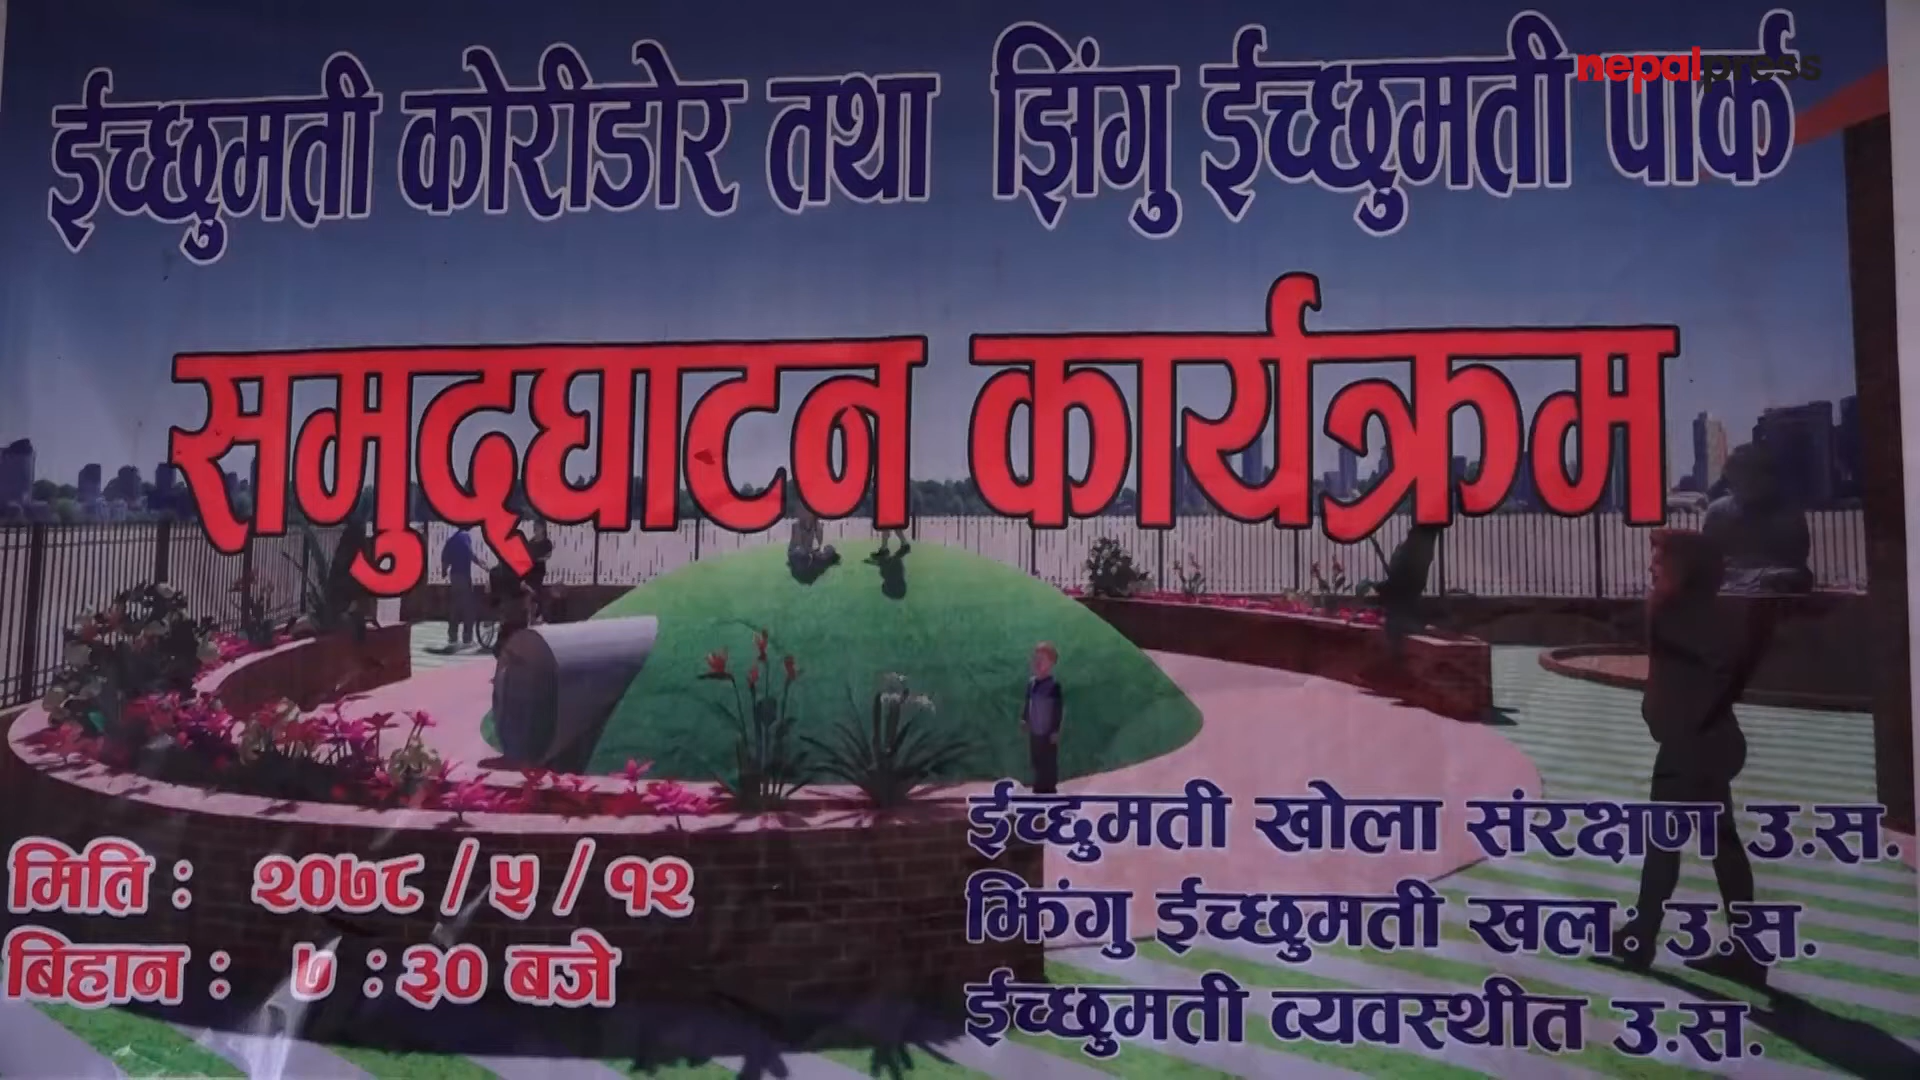 ईच्छुमती कोरीडोर तथा झिंगु ईच्छुमती पार्क
nepalpress
समुद्घाटन कार्यक्रम
मिति : २०७८ / ५ / १२
बिहान : ७ : ३० बजे
ईच्छुमती खोला संरक्षण उ.स.
झिंगु ईच्छुमती खल: उ.स.
ईच्छुमती व्यवस्थीत उ.स.